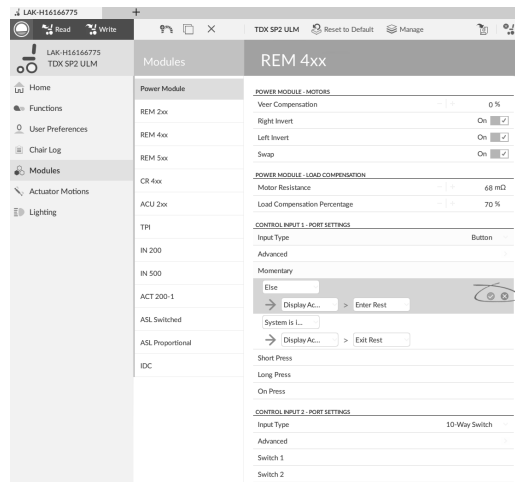 LAK-H16166775
+
Read
Write
TDX SP2 ULM
Reset to Default
Manage
LAK-H16166775
TDX SP2 ULM
Home
Functions
User Preferences
Chair Log
Modules
Actuator Motions
Lighting
Modules
Power Module
REM 2xx
REM 4xx
REM 5xx
CR 4xx
ACU 2xx
TPI
IN 200
IN 500
ACT 200-1
ASL Switched
ASL Proportional
IDC
REM 4xx
POWER MODULE - MOTORS
Veer Compensation - + 0 %
Right Invert On
Left Invert On
Swap On
POWER MODULE - LOAD COMPENSATION
Motor Resistance - + 68 mΩ
Load Compensation Percentage - + 70 %
CONTROL INPUT 1 - PORT SETTINGS
Input Type Button
Advanced
Momentary
Else
Display Ac... > Enter Rest
System is i...
Display Ac... > Exit Rest
Short Press
Long Press
On Press
CONTROL INPUT 2 - PORT SETTINGS
Input Type 10-Way Switch
Advanced
Switch 1
Switch 2